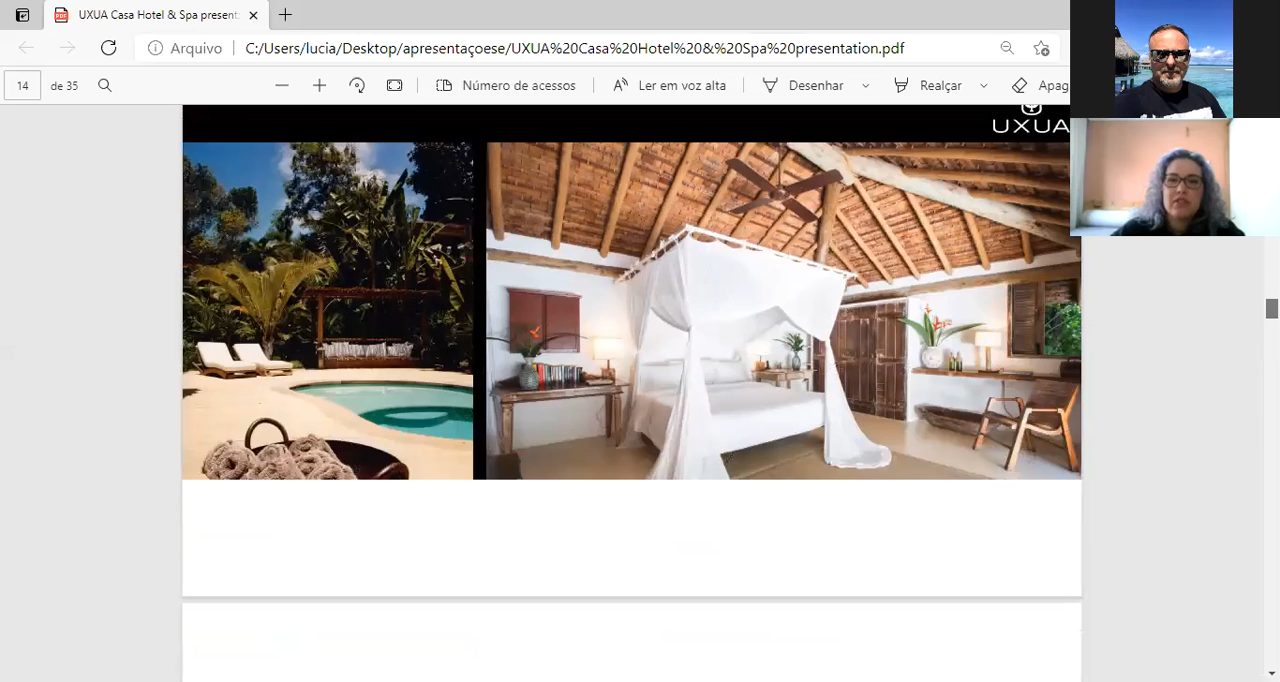 UXUA Casa Hotel & Spa present
Arquivo
C:/Users/lucia/Desktop/apresentaçoese/UXUA%20Casa%20Hotel%20&%20Spa%20presentation.pdf
14
de 35
Número de acessos
Ler em voz alta
Desenhar
Realçar
Apag
UXUA